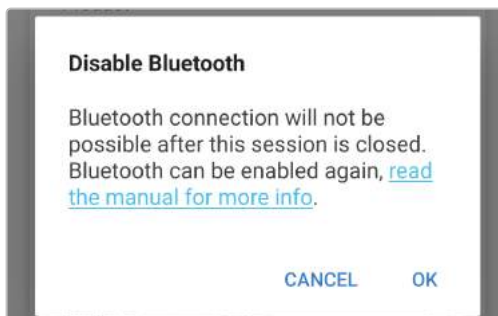 Disable Bluetooth
Bluetooth connection will not be
possible after this session is closed.
Bluetooth can be enabled again, read
the manual for more info.
CANCEL OK